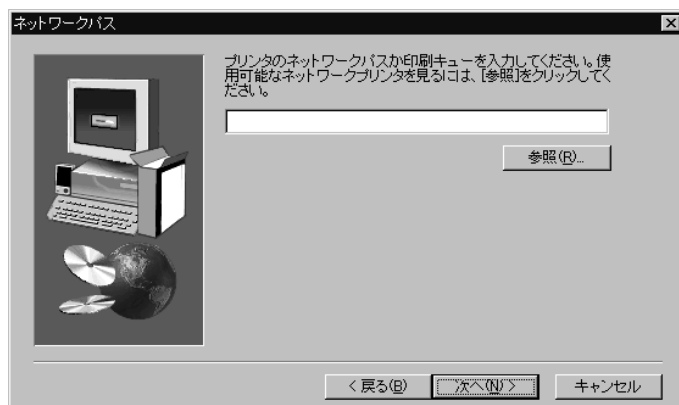 ネットワークパス
プリンタのネットワークパスか印刷キューを入力してください。使
用可能なネットワークプリンタを見るには、[参照]をクリックしてく
ださい。
参照(R)...
< 戻る(B)
次へ(N) >
キャンセル